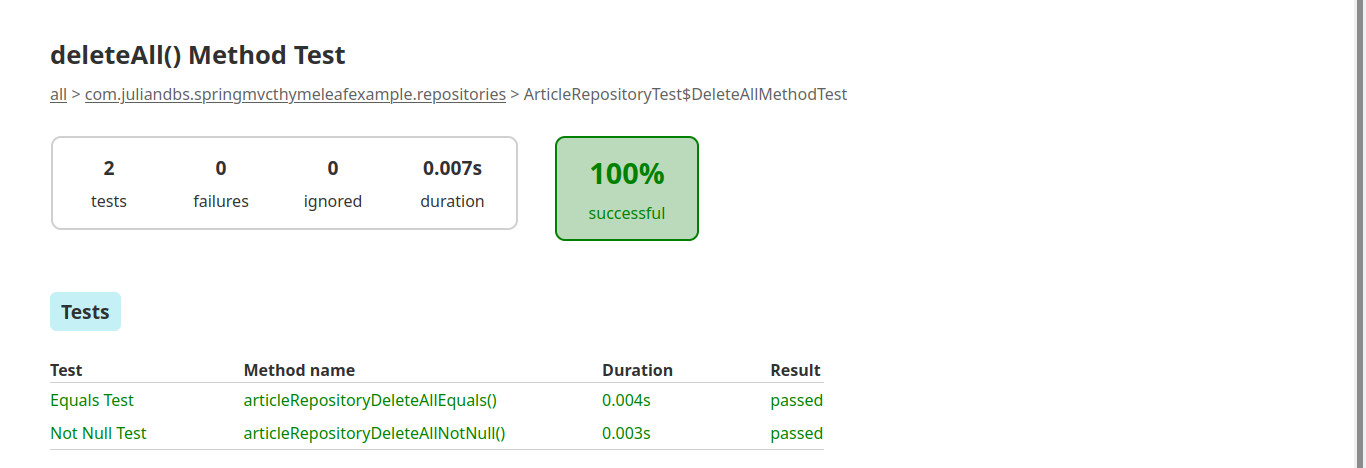 deleteAll() Method Test
all > com.juliandbs.springmvcthymeleafexample.repositories > ArticleRepositoryTest$DeleteAllMethodTest
2 0 0 0.007s 100%
tests failures ignored duration successful
Tests
Test Method name Duration Result
Equals Test articleRepositoryDeleteAllEquals() 0.004s passed
Not Null Test articleRepositoryDeleteAllNotNull() 0.003s passed